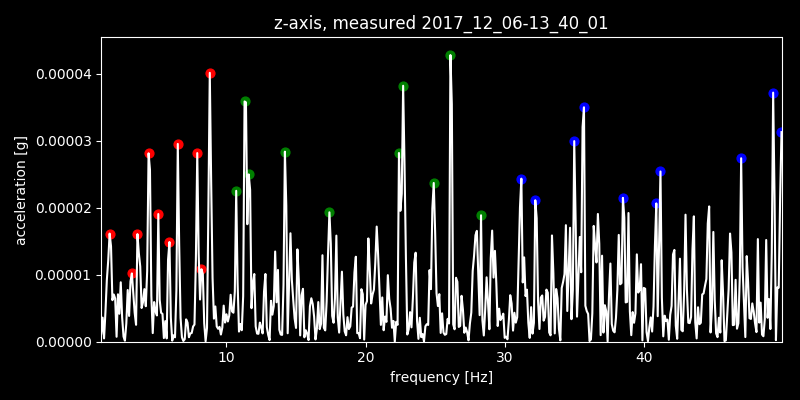 z-axis, measured 2017_12_06-13_40_01
0.00004
0.00003
0.00002
0.00001
0.00000
acceleration [g]
10 20 30 40
frequency [Hz]